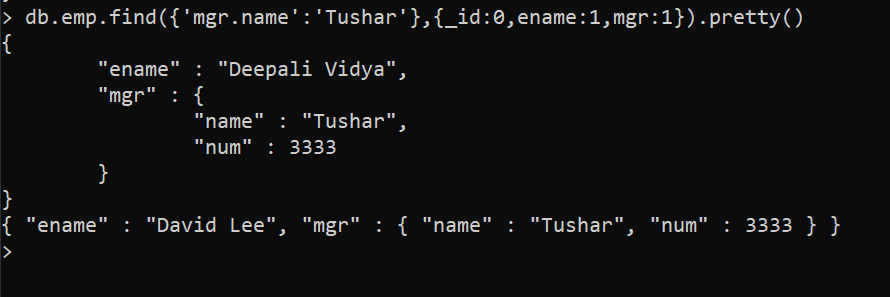 > db.emp.find({'mgr.name':'Tushar'},{_id:0,ename:1,mgr:1}).pretty()
{
        "ename" : "Deepali Vidya",
        "mgr" : {
                "name" : "Tushar",
                "num" : 3333
        }
}
{ "ename" : "David Lee", "mgr" : { "name" : "Tushar", "num" : 3333 } }
>